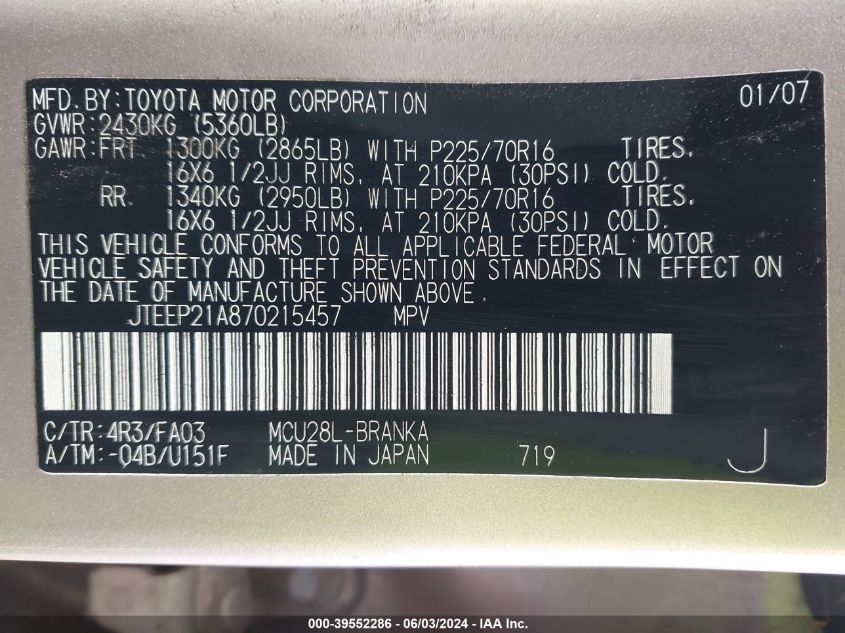 MFD. BY: TOYOTA MOTOR CORPORATION 01/07
GVWR: 2430KG (5360LB)
GAWR: FRT. 1300KG (2865LB) WITH P225/70R16 TIRES,
16X6 1/2JJ RIMS, AT 210KPA (30PSI) COLD.
RR. 1340KG (2950LB) WITH P225/70R16 TIRES,
16X6 1/2JJ RIMS, AT 210KPA (30PSI) COLD.
THIS VEHICLE CONFORMS TO ALL APPLICABLE FEDERAL MOTOR
VEHICLE SAFETY AND THEFT PREVENTION STANDARDS IN EFFECT ON
THE DATE OF MANUFACTURE SHOWN ABOVE.
JTEEP21A870215457 MPV
C/TR: 4R3/FA03 MCU28L-BRANKA
A/TM: -04B/U151F MADE IN JAPAN 719 J
000-39552286 - 06/03/2024 - IAA Inc.